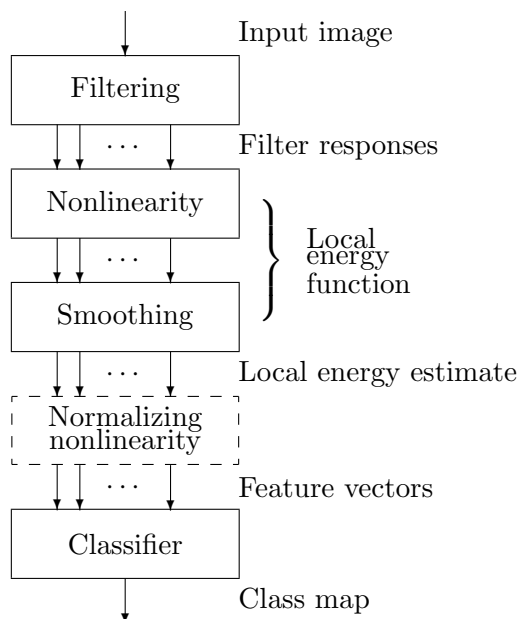 Input image
Filtering
. . .
Filter responses
Nonlinearity
. . .
Local
energy
function
Smoothing
. . .
Local energy estimate
Normalizing
nonlinearity
. . .
Feature vectors
Classifier
Class map